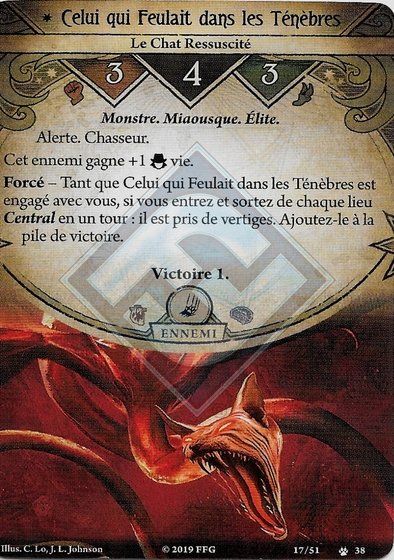 Celui qui Feulait dans les Ténèbres
Le Chat Ressuscité
3 4 3
Monstre. Miaousque. Élite.
Alerte. Chasseur.
Cet ennemi gagne +1 vie.
Forcé – Tant que Celui qui Feulait dans les Ténèbres est
engagé avec vous, si vous entrez et sortez de chaque lieu
Central en un tour : il est pris de vertiges. Ajoutez-le à la
pile de victoire.
Victoire 1.
ENNEMI
Illus. C. Lo, J. L. Johnson
© 2019 FFG
17/51
38